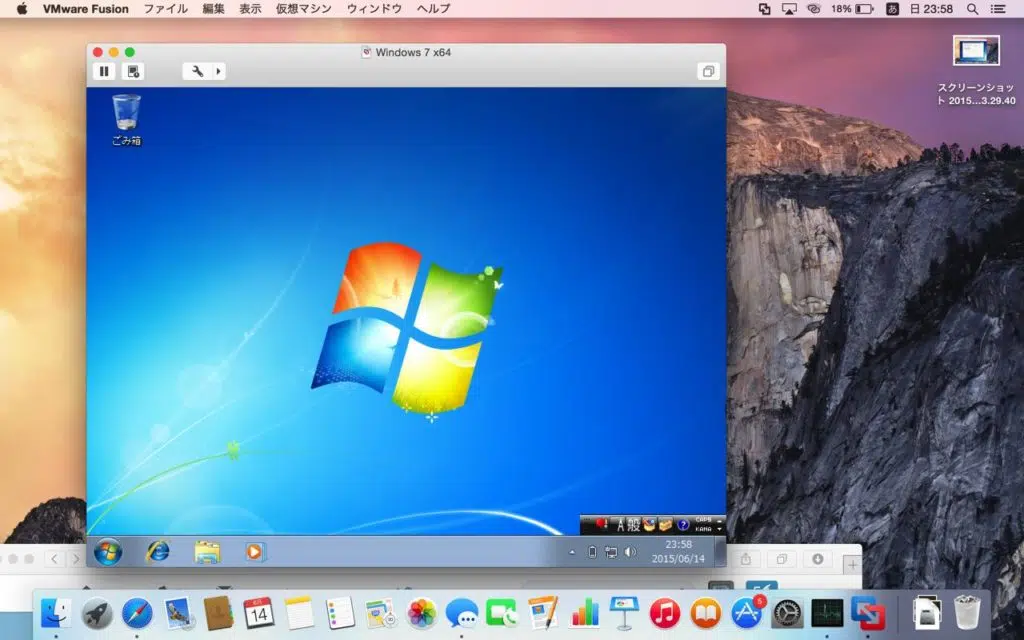 VMware Fusion ファイル 編集 表示 仮想マシン ウィンドウ ヘルプ 18% あ 日 23:58
Windows 7 x64
ごみ箱
スクリーンショッ
ト 2015...3.29.40
A 般 ? CAPS
KANA
23:58
2015/06/14
14
5